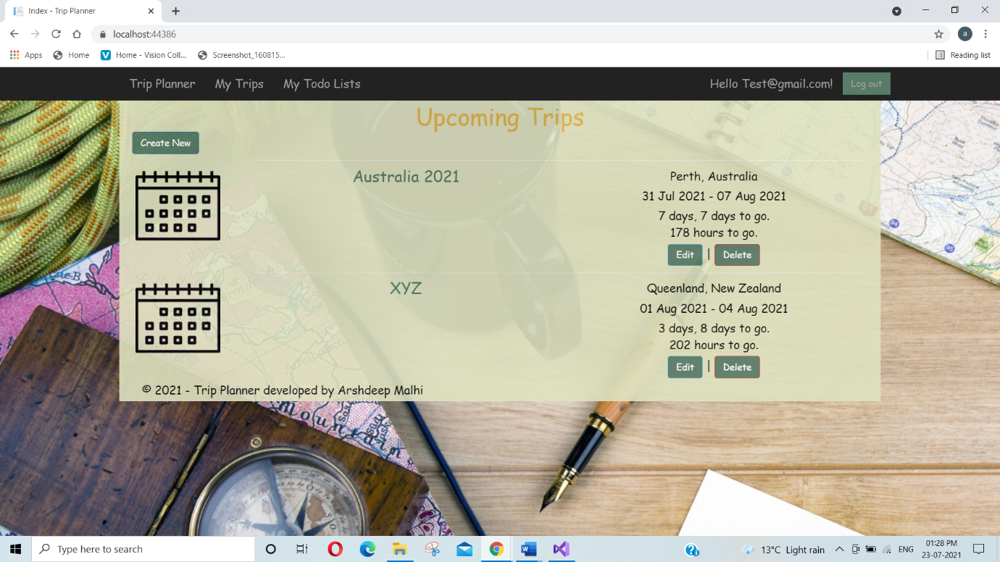 Index - Trip Planner
localhost:44386
Apps Home Home - Vision Coll... Screenshot_160815... Reading list
Trip Planner My Trips My Todo Lists Hello Test@gmail.com! Log out
Upcoming Trips
Create New
Australia 2021
Perth, Australia
31 Jul 2021 - 07 Aug 2021
7 days, 7 days to go.
178 hours to go.
Edit | Delete
XYZ
Queenland, New Zealand
01 Aug 2021 - 04 Aug 2021
3 days, 8 days to go.
202 hours to go.
Edit | Delete
© 2021 - Trip Planner developed by Arshdeep Malhi
Mountain
Type here to search
13°C Light rain ENG
01:28 PM
23-07-2021